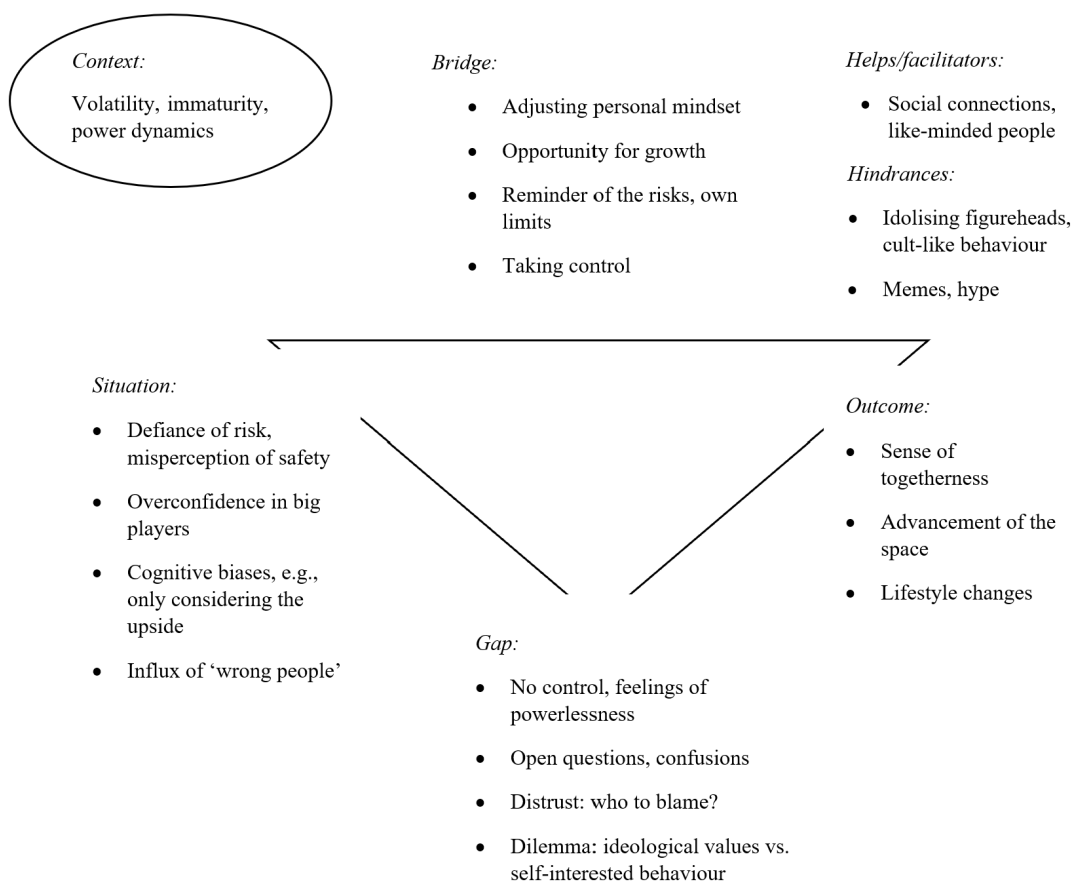 Context:
Volatility, immaturity,
power dynamics
Bridge:
• Adjusting personal mindset
• Opportunity for growth
• Reminder of the risks, own
limits
• Taking control
Helps/facilitators:
• Social connections,
like-minded people
Hindrances:
• Idolising figureheads,
cult-like behaviour
• Memes, hype
Situation:
• Defiance of risk,
misperception of safety
• Overconfidence in big
players
• Cognitive biases, e.g.,
only considering the
upside
• Influx of ‘wrong people’
Outcome:
• Sense of
togetherness
• Advancement of the
space
• Lifestyle changes
Gap:
• No control, feelings of
powerlessness
• Open questions, confusions
• Distrust: who to blame?
• Dilemma: ideological values vs.
self-interested behaviour